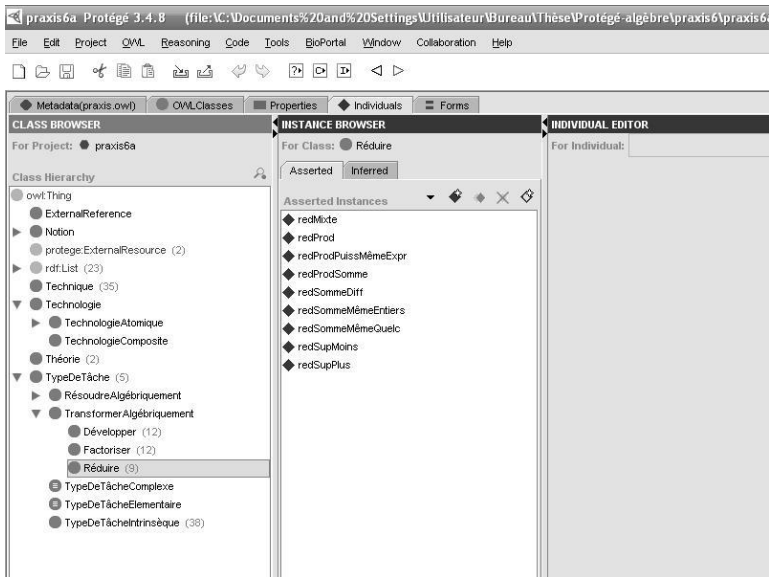 praxis6a Protégé 3.4.8 (file:\C:\Documents%20and%20Settings\Utilisateur\Bureau\Thèse\Protégé-algèbre\praxis6\praxis6a
File Edit Project OWL Reasoning Code Tools BioPortal Window Collaboration Help
Metadata(praxis.owl) OWLClasses Properties Individuals Forms
CLASS BROWSER
For Project: praxis6a
Class Hierarchy
owl:Thing
ExternalReference
Notion
protege:ExternalResource (2)
rdf:List (23)
Technique (35)
Technologie
TechnologieAtomique
TechnologieComposite
Théorie (2)
TypeDeTâche (5)
RésoudreAlgébriquement
TransformerAlgébriquement
Développer (12)
Factoriser (12)
Réduire (9)
TypeDeTâcheComplexe
TypeDeTâcheElementaire
TypeDeTâcheIntrinsèque (38)
INSTANCE BROWSER
For Class: Réduire
Asserted Inferred
Asserted Instances
redMixte
redProd
redProdPuissMêmeExpr
redProdSomme
redSommeDiff
redSommeMêmeEntiers
redSommeMêmeQuelc
redSupMoins
redSupPlus
INDIVIDUAL EDITOR
For Individual: